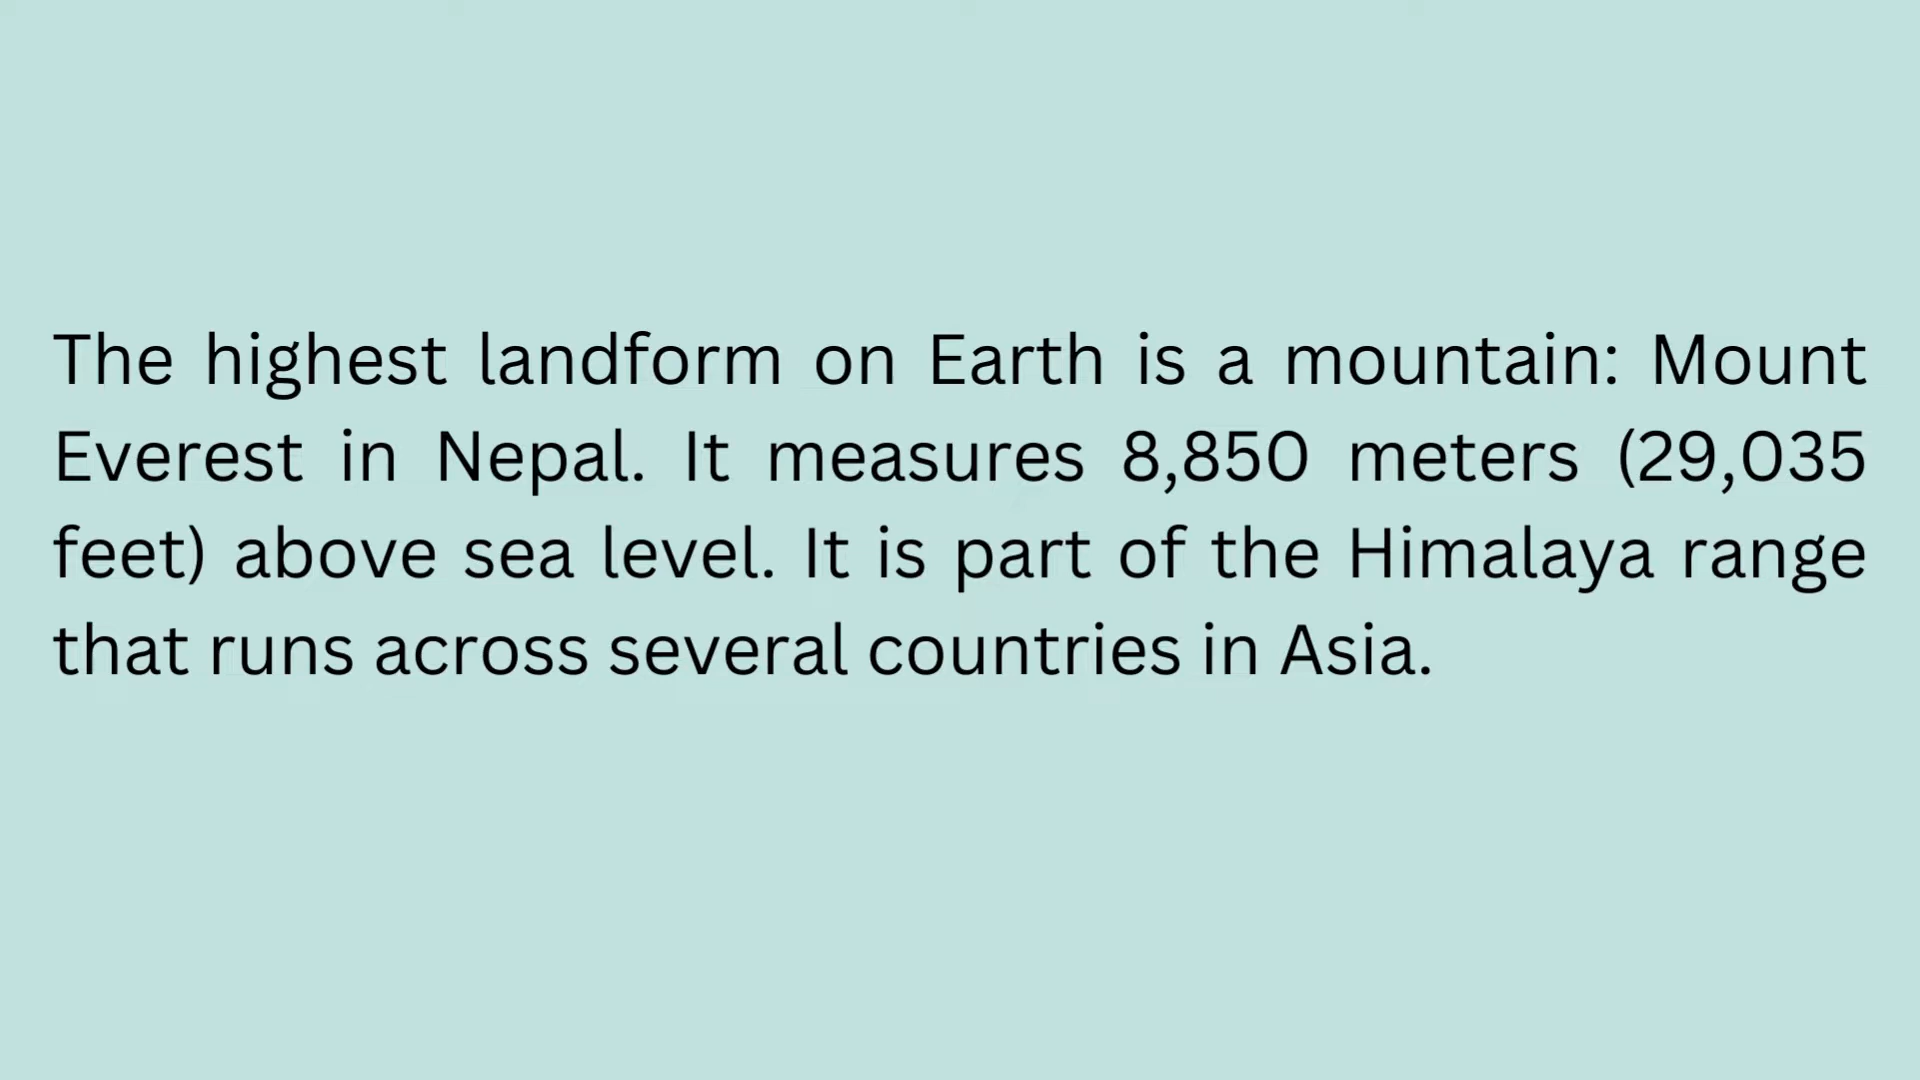 The highest landform on Earth is a mountain: Mount
Everest in Nepal. It measures 8,850 meters (29,035
feet) above sea level. It is part of the Himalaya range
that runs across several countries in Asia.